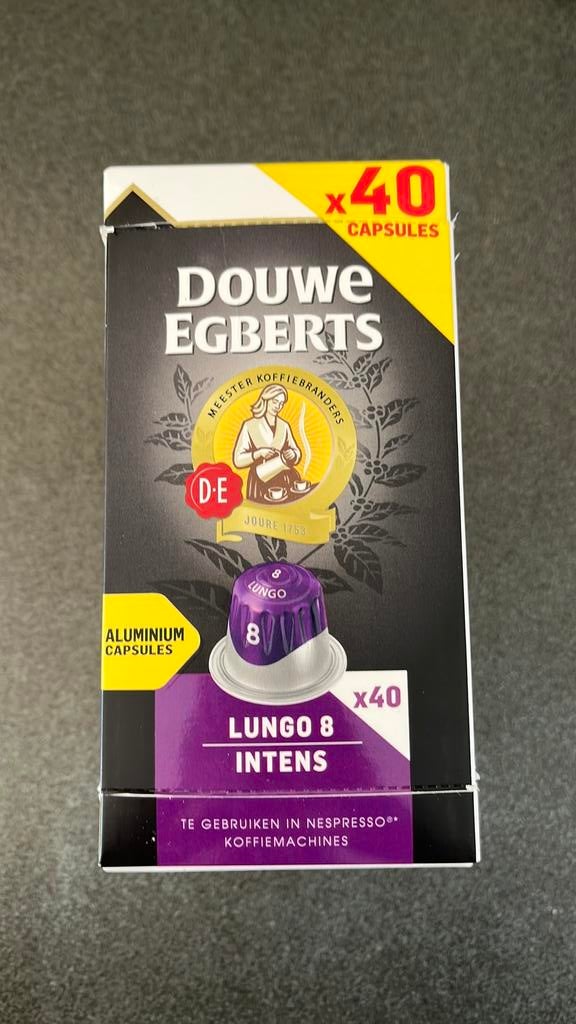 x40
CAPSULES
DOUWE
EGBERTS
MEESTER KOFFIEBRANDERS
D·E
JOURE 1753
8
LUNGO
8
ALUMINIUM
CAPSULES
x40
LUNGO 8
INTENS
TE GEBRUIKEN IN NESPRESSO®*
KOFFIEMACHINES